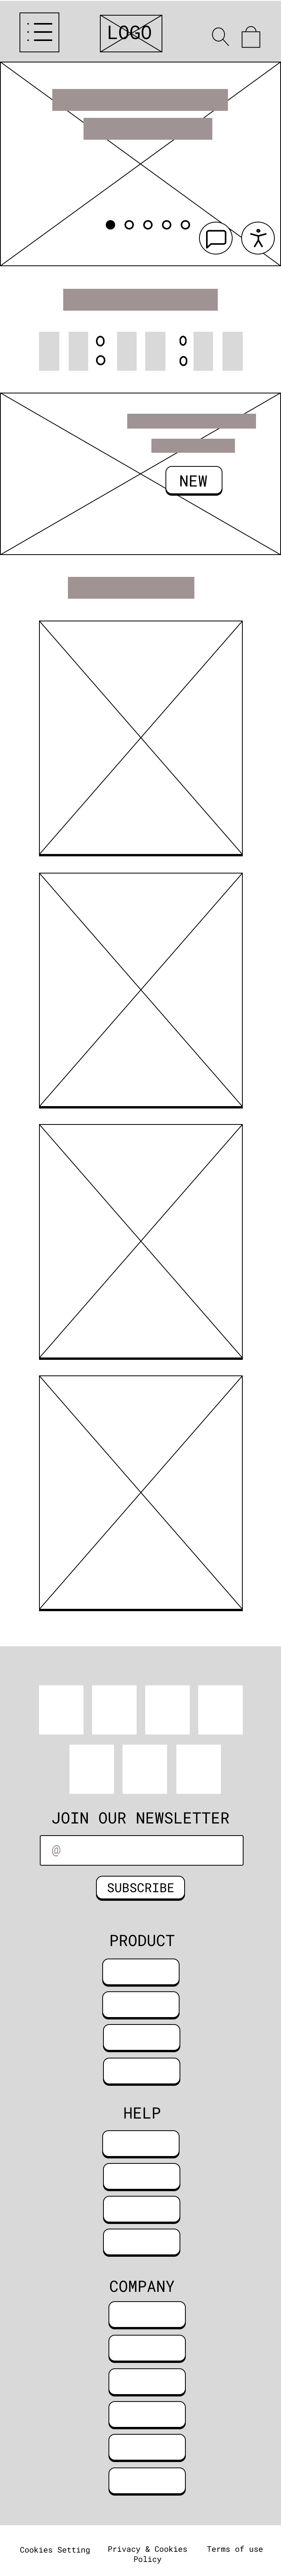 LOGO
NEW
JOIN OUR NEWSLETTER
@
SUBSCRIBE
PRODUCT
HELP
COMPANY
Cookies Setting
Privacy & Cookies
Policy
Terms of use